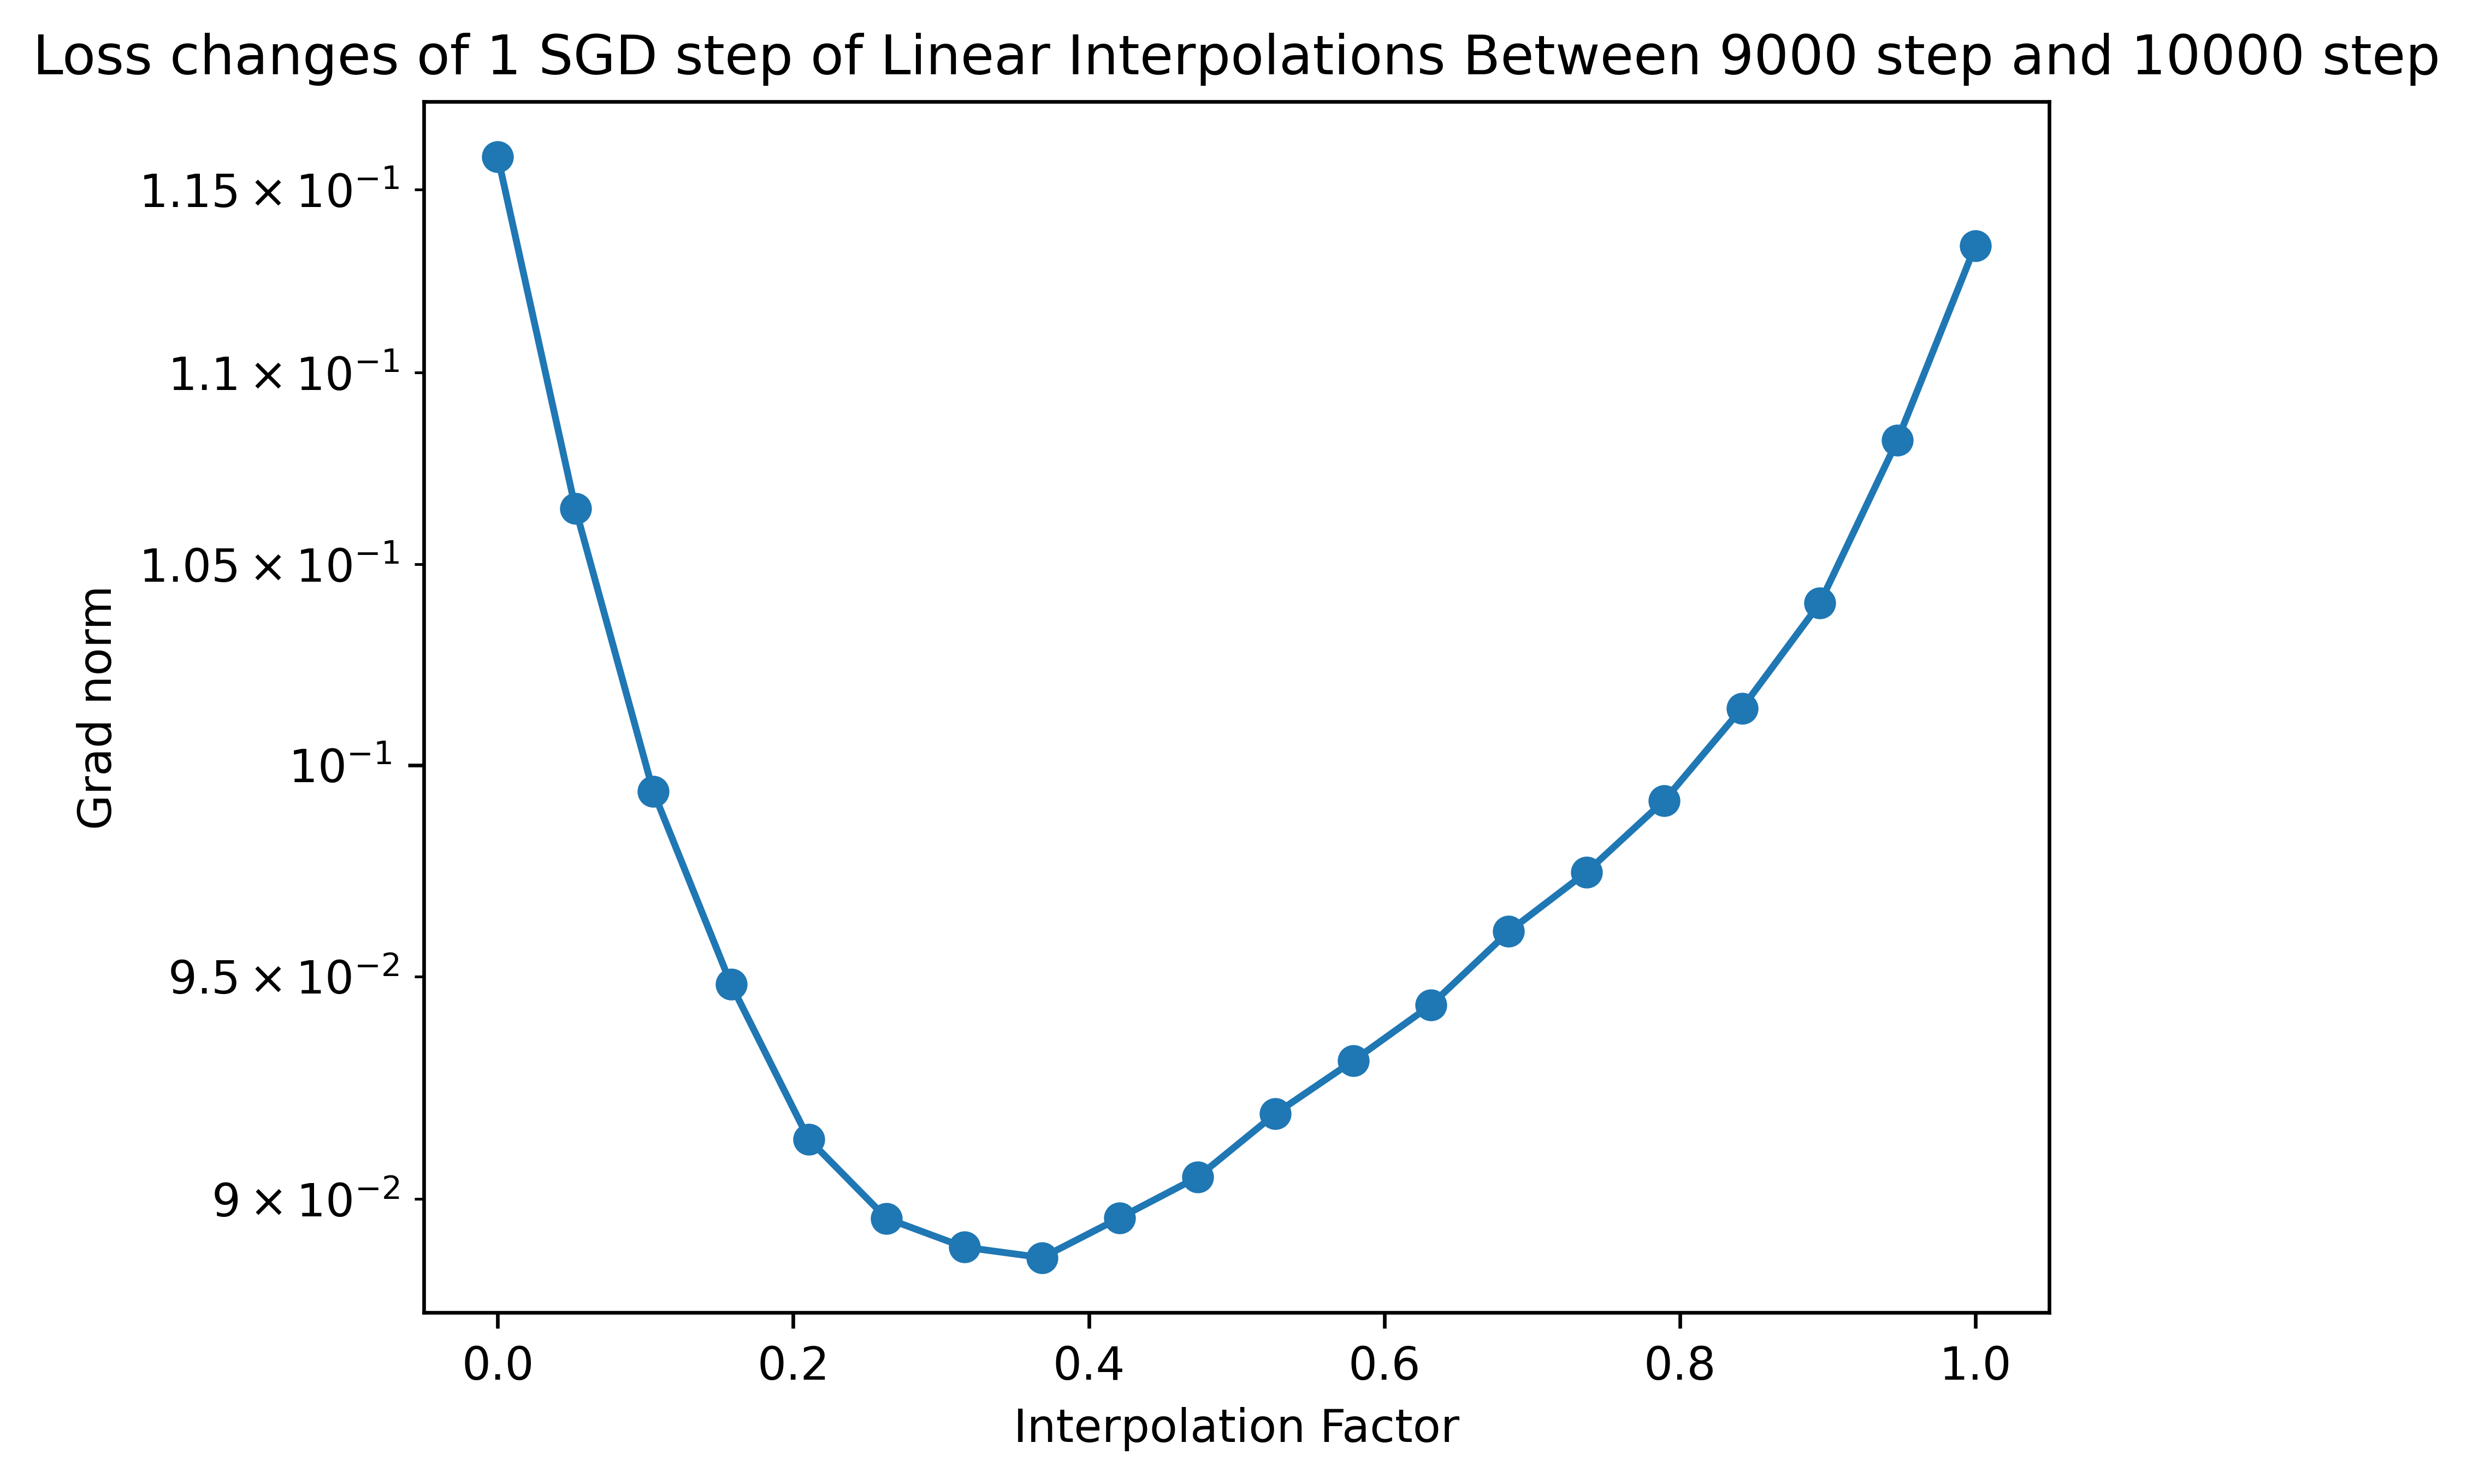 Loss changes of 1 SGD step of Linear Interpolations Between 9000 step and 10000 step
1.15 × 10⁻¹
1.1 × 10⁻¹
1.05 × 10⁻¹
10⁻¹
9.5 × 10⁻²
9 × 10⁻²
Grad norm
0.0 0.2 0.4 0.6 0.8 1.0
Interpolation Factor